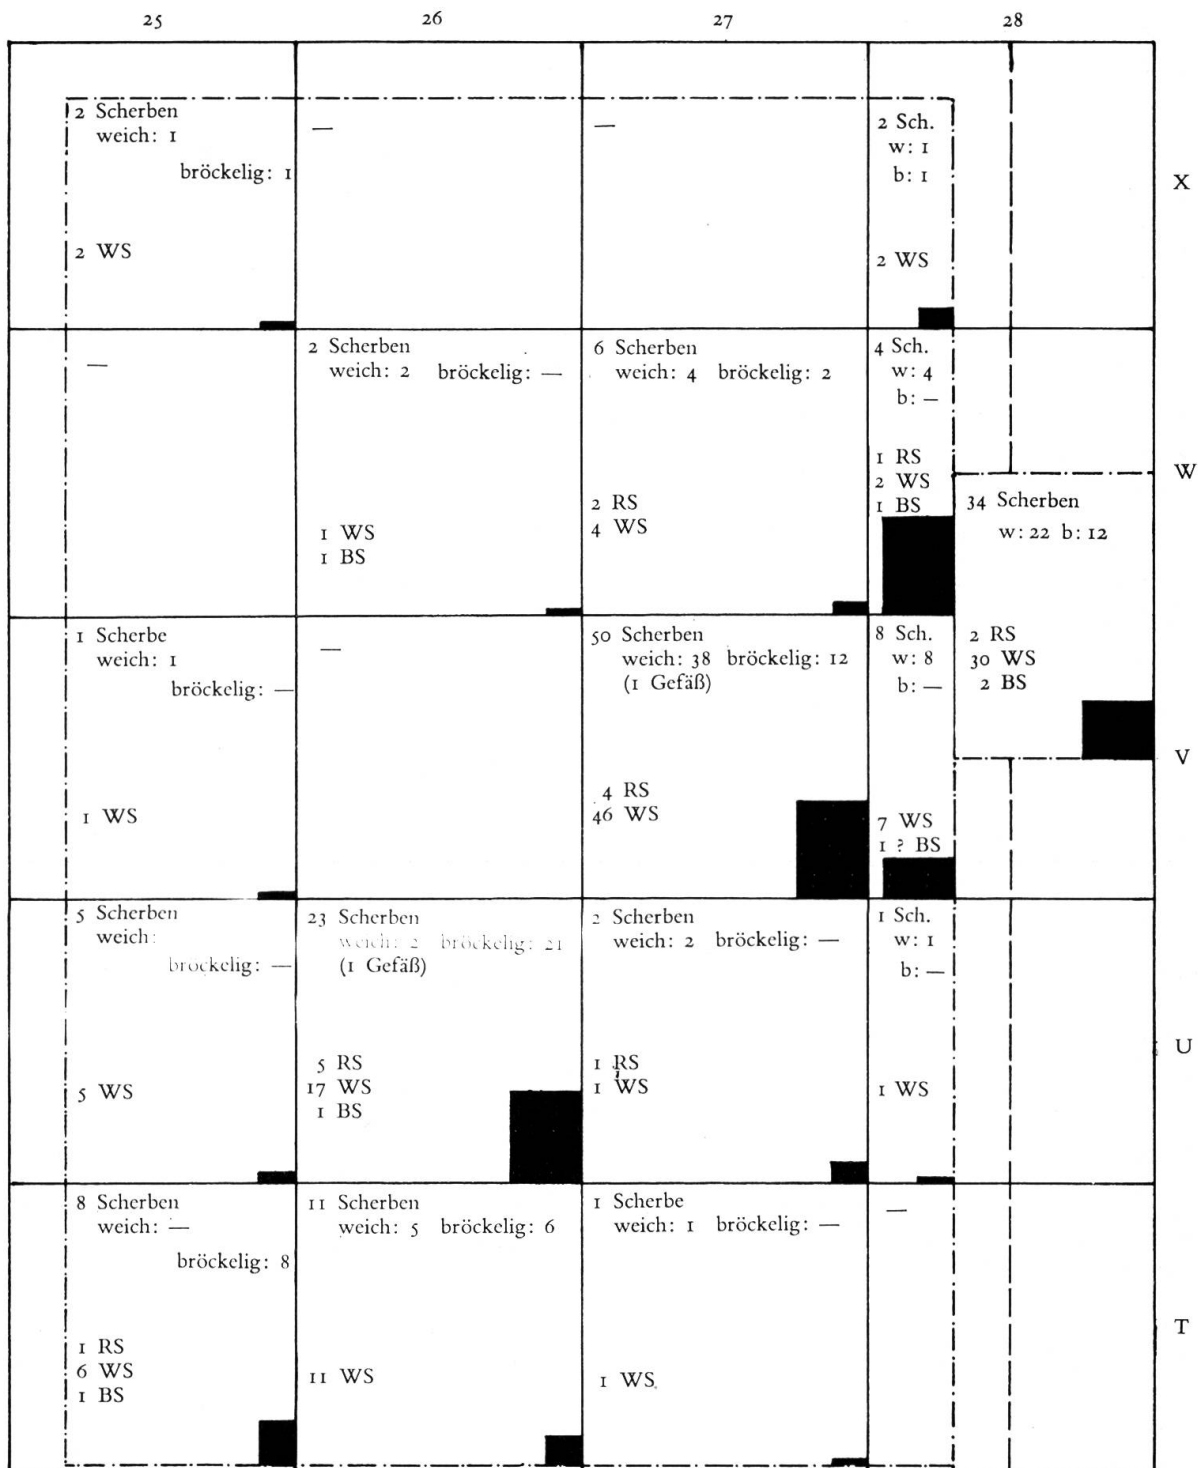 25 26 27 28
2 Scherben
weich: 1
bröckelig: 1
2 WS
—
—
2 Sch.
w: 1
b: 1
2 WS
X
—
2 Scherben
weich: 2 bröckelig: —
1 WS
1 BS
6 Scherben
weich: 4 bröckelig: 2
2 RS
4 WS
4 Sch.
w: 4
b: —
1 RS
2 WS
1 BS
34 Scherben
w: 22 b: 12
2 RS
30 WS
2 BS
W
1 Scherbe
weich: 1
bröckelig: —
1 WS
—
50 Scherben
weich: 38 bröckelig: 12
(1 Gefäß)
4 RS
46 WS
8 Sch.
w: 8
b: —
7 WS
1 ? BS
V
5 Scherben
weich:
bröckelig: —
5 WS
23 Scherben
weich: 2 bröckelig: 21
(1 Gefäß)
5 RS
17 WS
1 BS
2 Scherben
weich: 2 bröckelig: —
1 RS
1 WS
1 Sch.
w: 1
b: —
1 WS
U
8 Scherben
weich: —
bröckelig: 8
1 RS
6 WS
1 BS
11 Scherben
weich: 5 bröckelig: 6
11 WS
1 Scherbe
weich: 1 bröckelig: —
1 WS
—
T